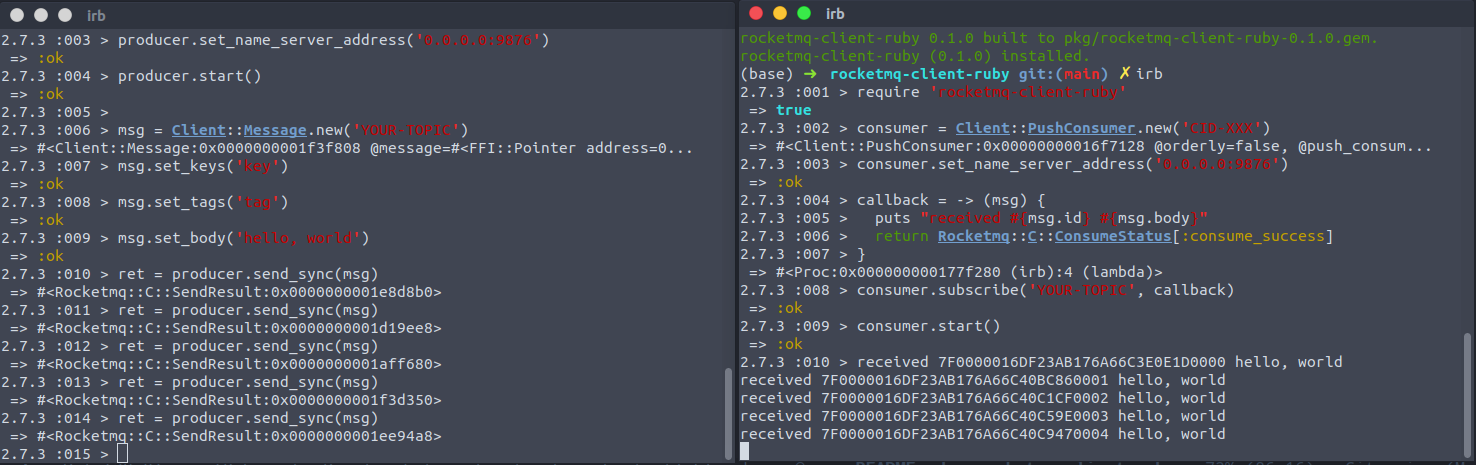 irb
2.7.3 :003 > producer.set_name_server_address('0.0.0.0:9876')
 => :ok
2.7.3 :004 > producer.start()
 => :ok
2.7.3 :005 >
2.7.3 :006 > msg = Client::Message.new('YOUR-TOPIC')
 => #<Client::Message:0x0000000001f3f808 @message=#<FFI::Pointer address=0...
2.7.3 :007 > msg.set_keys('key')
 => :ok
2.7.3 :008 > msg.set_tags('tag')
 => :ok
2.7.3 :009 > msg.set_body('hello, world')
 => :ok
2.7.3 :010 > ret = producer.send_sync(msg)
 => #<Rocketmq::C::SendResult:0x0000000001e8d8b0>
2.7.3 :011 > ret = producer.send_sync(msg)
 => #<Rocketmq::C::SendResult:0x0000000001d19ee8>
2.7.3 :012 > ret = producer.send_sync(msg)
 => #<Rocketmq::C::SendResult:0x0000000001aff680>
2.7.3 :013 > ret = producer.send_sync(msg)
 => #<Rocketmq::C::SendResult:0x0000000001f3d350>
2.7.3 :014 > ret = producer.send_sync(msg)
 => #<Rocketmq::C::SendResult:0x0000000001ee94a8>
2.7.3 :015 >
irb
rocketmq-client-ruby 0.1.0 built to pkg/rocketmq-client-ruby-0.1.0.gem.
rocketmq-client-ruby (0.1.0) installed.
(base) ➜ rocketmq-client-ruby git:(main) ✗ irb
2.7.3 :001 > require 'rocketmq-client-ruby'
 => true
2.7.3 :002 > consumer = Client::PushConsumer.new('CID-XXX')
 => #<Client::PushConsumer:0x00000000016f7128 @orderly=false, @push_consum...
2.7.3 :003 > consumer.set_name_server_address('0.0.0.0:9876')
 => :ok
2.7.3 :004 > callback = -> (msg) {
2.7.3 :005 >   puts "received #{msg.id} #{msg.body}"
2.7.3 :006 >   return Rocketmq::C::ConsumeStatus[:consume_success]
2.7.3 :007 > }
 => #<Proc:0x000000000177f280 (irb):4 (lambda)>
2.7.3 :008 > consumer.subscribe('YOUR-TOPIC', callback)
 => :ok
2.7.3 :009 > consumer.start()
 => :ok
2.7.3 :010 > received 7F0000016DF23AB176A66C3E0E1D0000 hello, world
received 7F0000016DF23AB176A66C40BC860001 hello, world
received 7F0000016DF23AB176A66C40C1CF0002 hello, world
received 7F0000016DF23AB176A66C40C59E0003 hello, world
received 7F0000016DF23AB176A66C40C9470004 hello, world